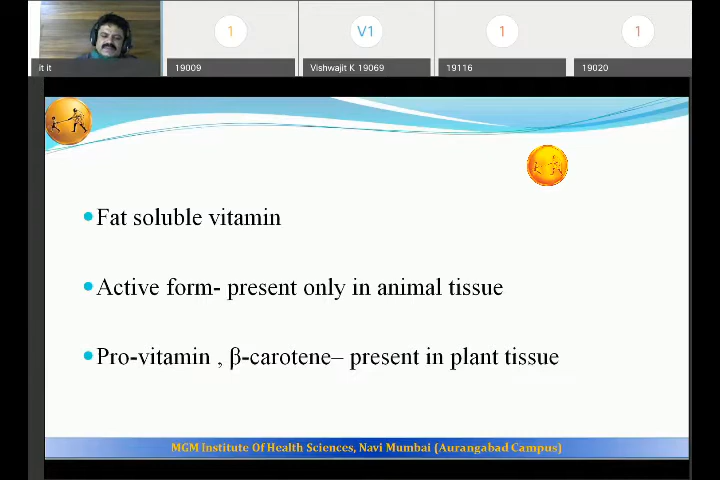 1
V1
1
1
it it
19009
Vishwajit K 19069
19116
19020
Fat soluble vitamin
Active form- present only in animal tissue
Pro-vitamin , β-carotene– present in plant tissue
MGM Institute Of Health Sciences, Navi Mumbai (Aurangabad Campus)